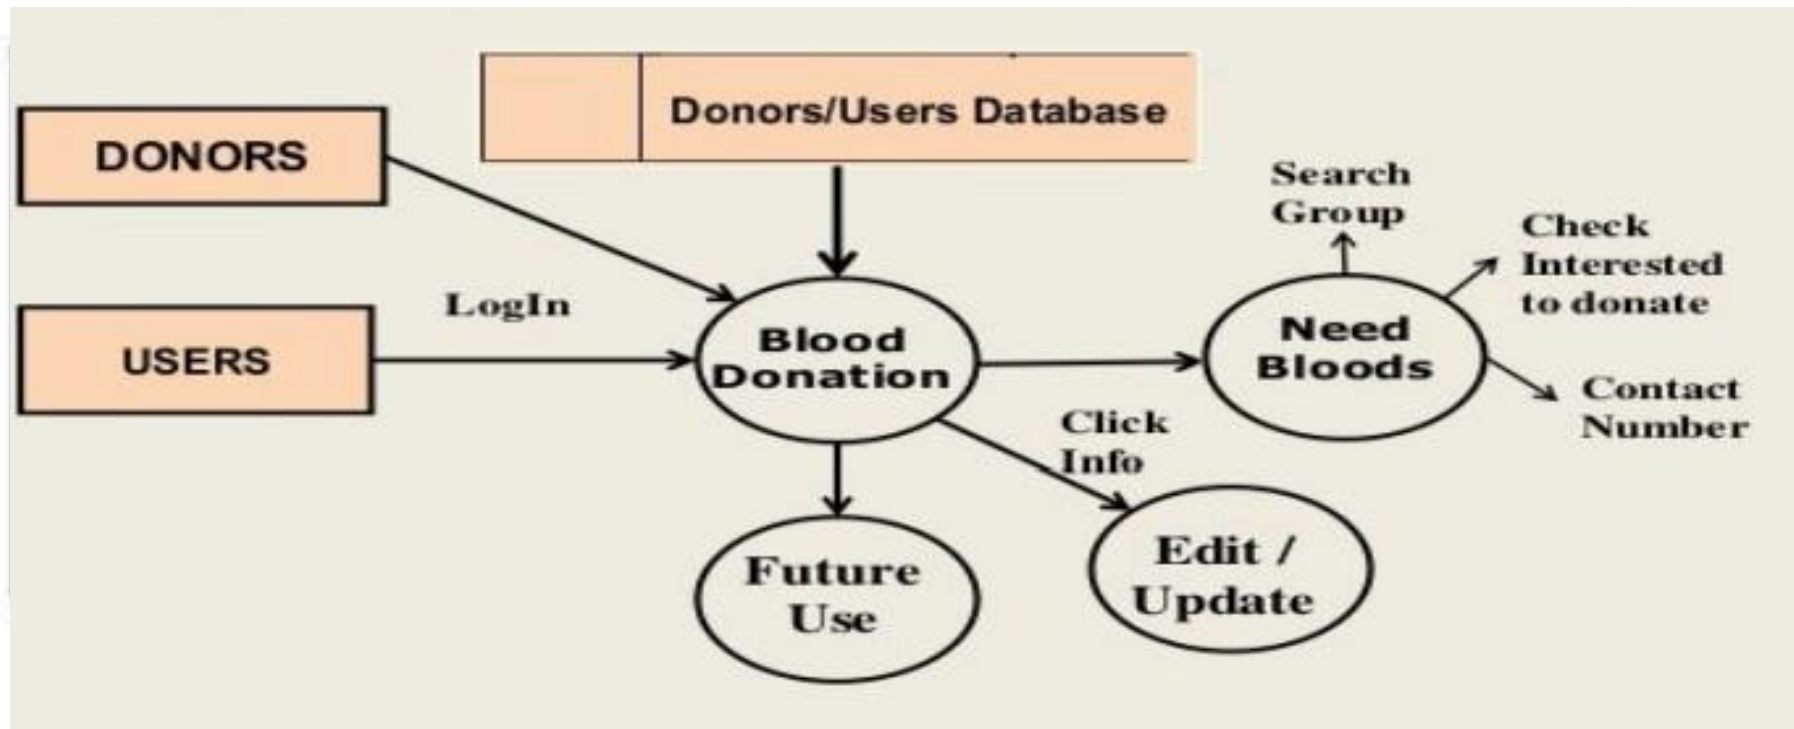 Donors/Users Database
DONORS
Search
Group
Check
Interested
to donate
LogIn
USERS
Blood
Donation
Need
Bloods
Contact
Number
Click
Info
Future
Use
Edit /
Update